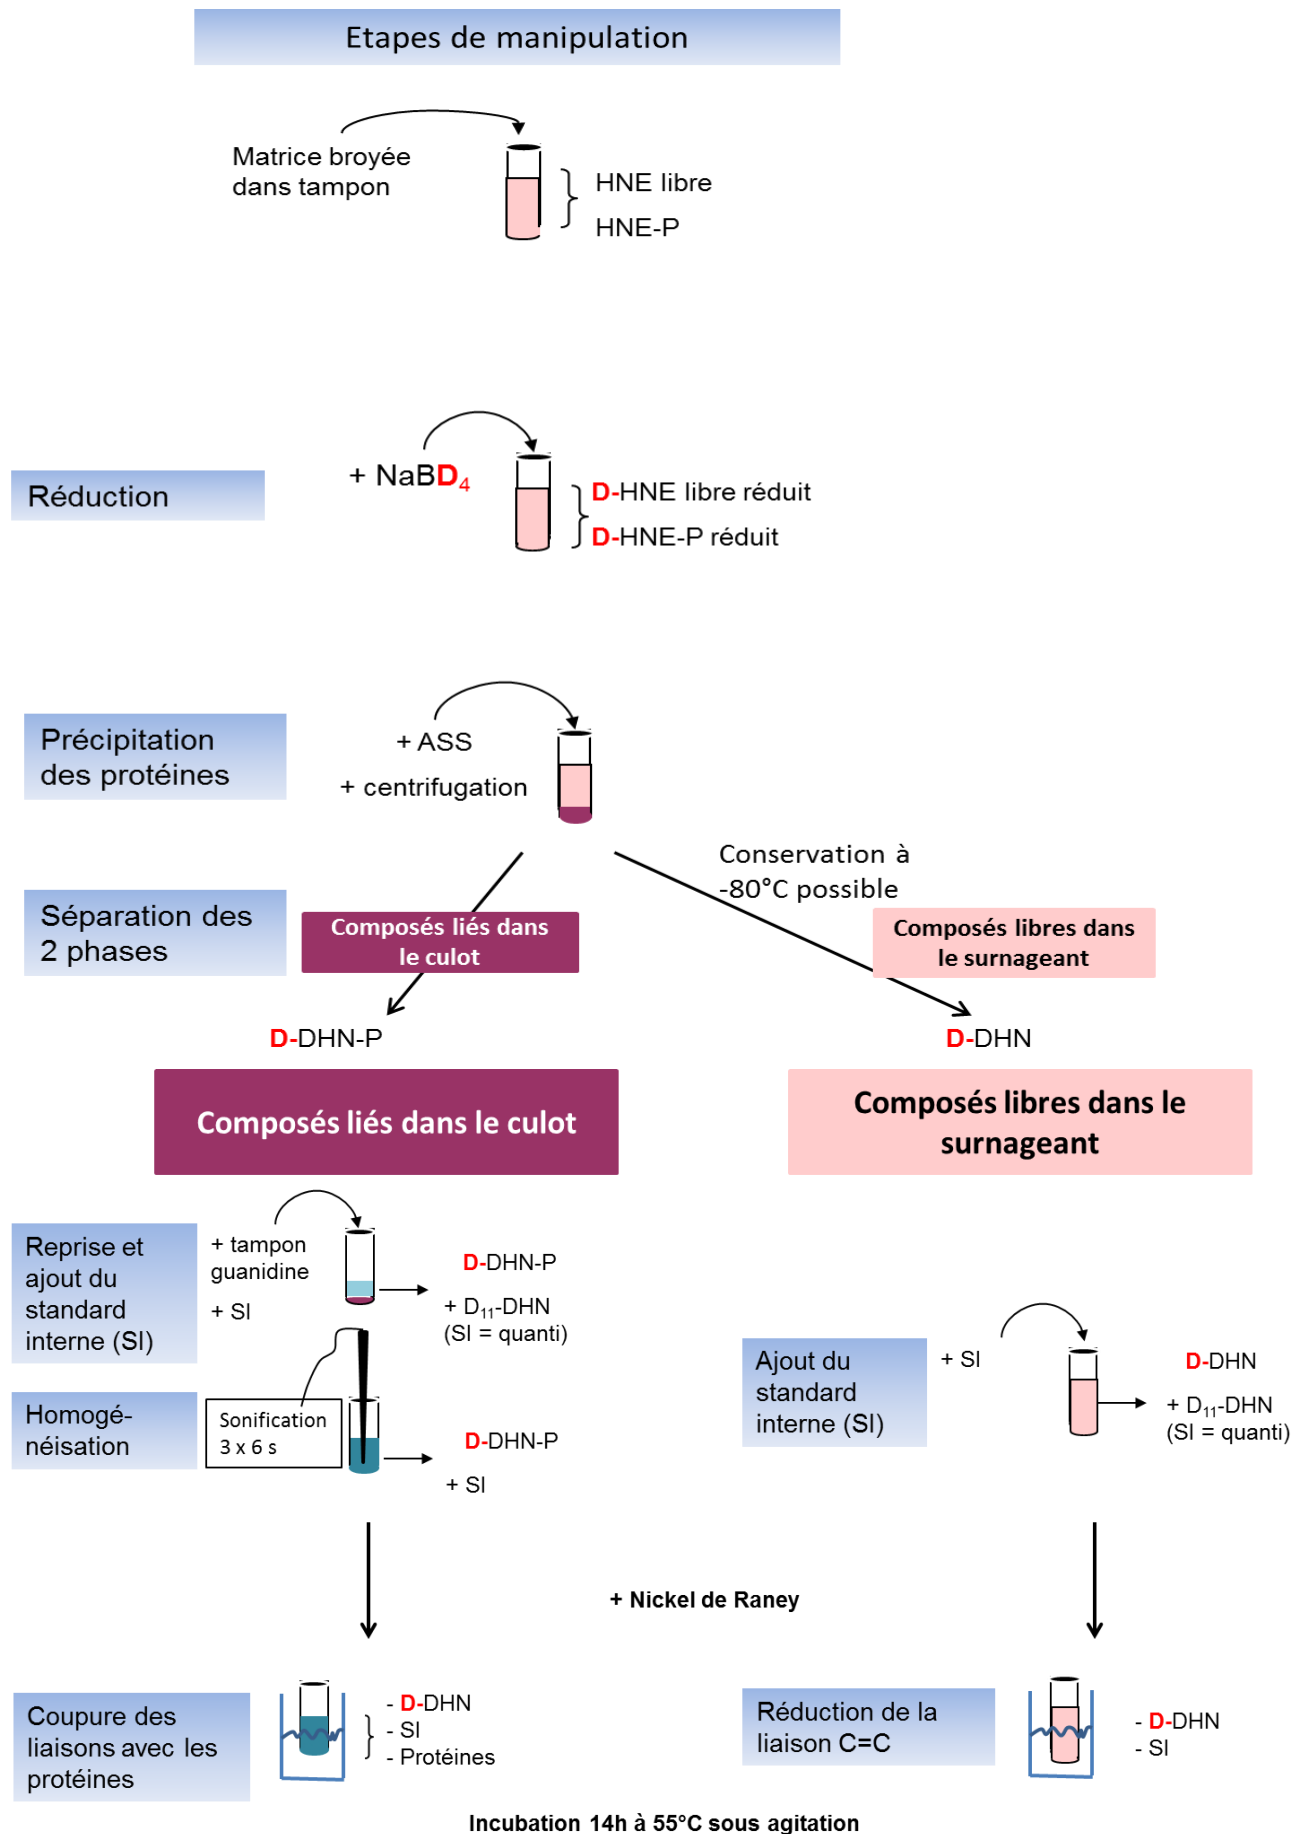 Etapes de manipulation
Matrice broyée
dans tampon
HNE libre
HNE-P
Réduction
+ NaBD4
D-HNE libre réduit
D-HNE-P réduit
Précipitation
des protéines
+ ASS
+ centrifugation
Conservation à
-80°C possible
Séparation des
2 phases
Composés liés dans
le culot
Composés libres dans
le surnageant
D-DHN-P
D-DHN
Composés liés dans le culot
Composés libres dans le
surnageant
Reprise et
ajout du
standard
interne (SI)
+ tampon
guanidine
+ SI
D-DHN-P
+ D11-DHN
(SI = quanti)
Ajout du
standard
interne (SI)
+ SI
D-DHN
+ D11-DHN
(SI = quanti)
Homogé-
néisation
Sonification
3 x 6 s
D-DHN-P
+ SI
+ Nickel de Raney
Coupure des
liaisons avec les
protéines
- D-DHN
- SI
- Protéines
Réduction de la
liaison C=C
- D-DHN
- SI
Incubation 14h à 55°C sous agitation